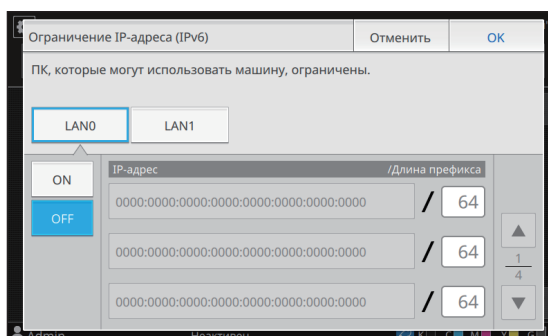 Ограничение IP-адреса (IPv6) Отменить OK
ПК, которые могут использовать машину, ограничены.
LAN0 LAN1
IP-адрес /Длина префикса
ON
0000:0000:0000:0000:0000:0000:0000:0000 / 64
OFF
0000:0000:0000:0000:0000:0000:0000:0000 / 64
1
4
0000:0000:0000:0000:0000:0000:0000:0000 / 64
Admin Неактивен K C M Y